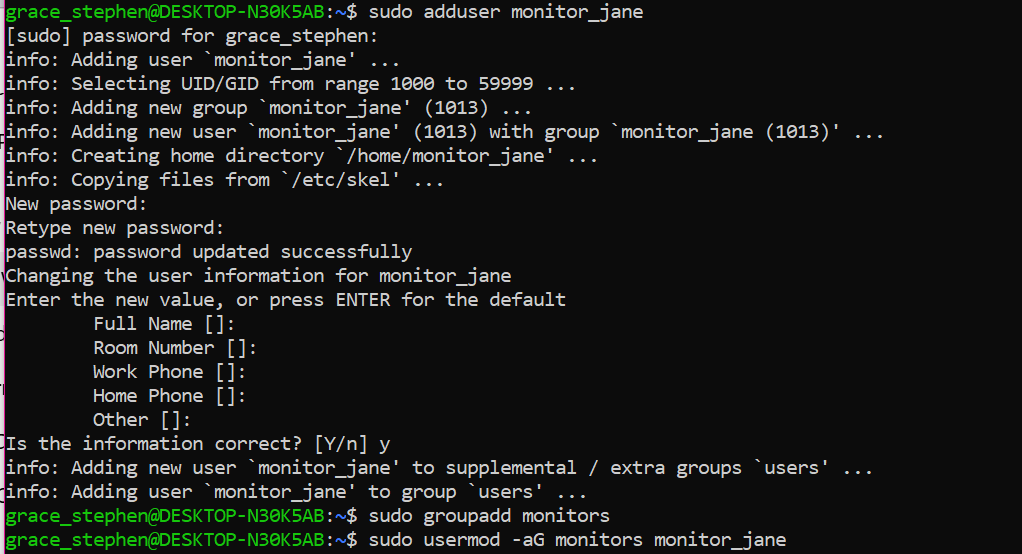 grace_stephen@DESKTOP-N30K5AB:~$ sudo adduser monitor_jane
[sudo] password for grace_stephen:
info: Adding user `monitor_jane' ...
info: Selecting UID/GID from range 1000 to 59999 ...
info: Adding new group `monitor_jane' (1013) ...
info: Adding new user `monitor_jane' (1013) with group `monitor_jane (1013)' ...
info: Creating home directory `/home/monitor_jane' ...
info: Copying files from `/etc/skel' ...
New password:
Retype new password:
passwd: password updated successfully
Changing the user information for monitor_jane
Enter the new value, or press ENTER for the default
        Full Name []:
        Room Number []:
        Work Phone []:
        Home Phone []:
        Other []:
Is the information correct? [Y/n] y
info: Adding new user `monitor_jane' to supplemental / extra groups `users' ...
info: Adding user `monitor_jane' to group `users' ...
grace_stephen@DESKTOP-N30K5AB:~$ sudo groupadd monitors
grace_stephen@DESKTOP-N30K5AB:~$ sudo usermod -aG monitors monitor_jane